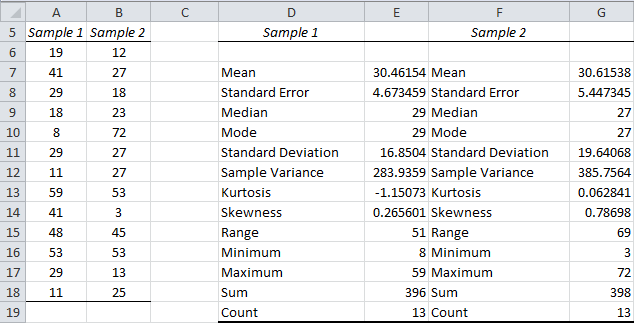 A B C D E F G
5 Sample 1 Sample 2 Sample 1 Sample 2
6 19 12
7 41 27 Mean 30.46154 Mean 30.61538
8 29 18 Standard Error 4.673459 Standard Error 5.447345
9 18 23 Median 29 Median 27
10 8 72 Mode 29 Mode 27
11 29 27 Standard Deviation 16.8504 Standard Deviation 19.64068
12 11 27 Sample Variance 283.9359 Sample Variance 385.7564
13 59 53 Kurtosis -1.15073 Kurtosis 0.062841
14 41 3 Skewness 0.265601 Skewness 0.78698
15 48 45 Range 51 Range 69
16 53 53 Minimum 8 Minimum 3
17 29 13 Maximum 59 Maximum 72
18 11 25 Sum 396 Sum 398
19 Count 13 Count 13